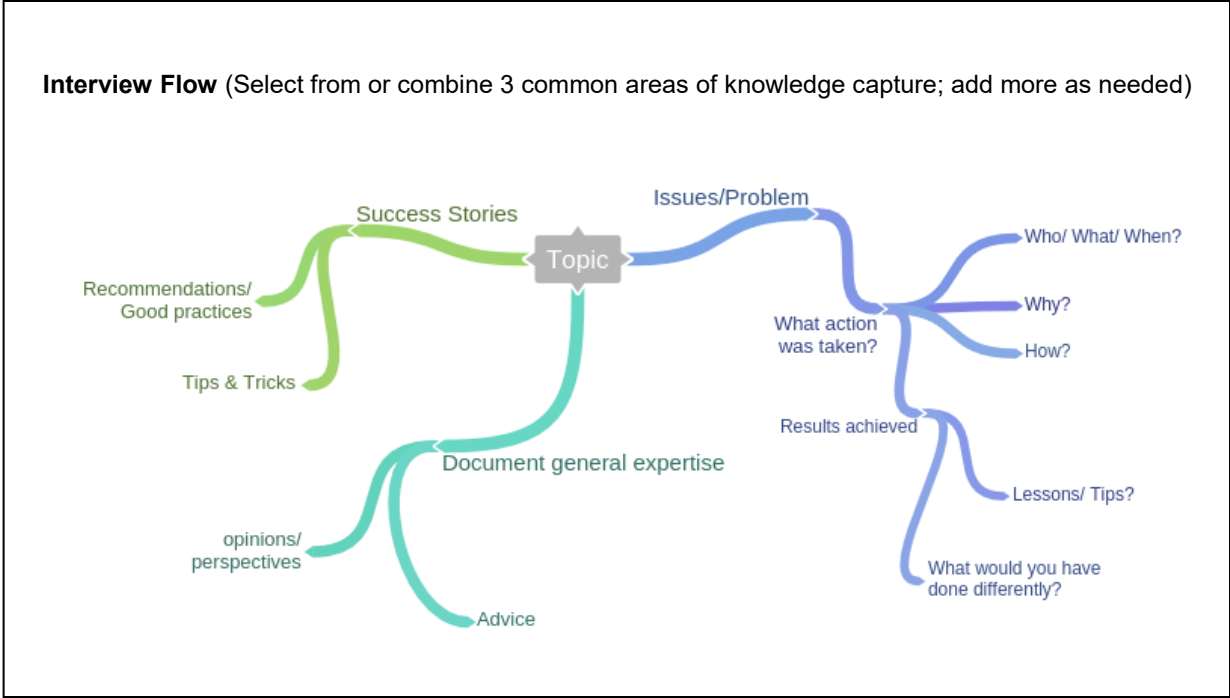 Interview Flow (Select from or combine 3 common areas of knowledge capture; add more as needed)
Topic
Success Stories
Recommendations/
Good practices
Tips & Tricks
Document general expertise
opinions/
perspectives
Advice
Issues/Problem
What action
was taken?
Who/ What/ When?
Why?
How?
Results achieved
Lessons/ Tips?
What would you have
done differently?